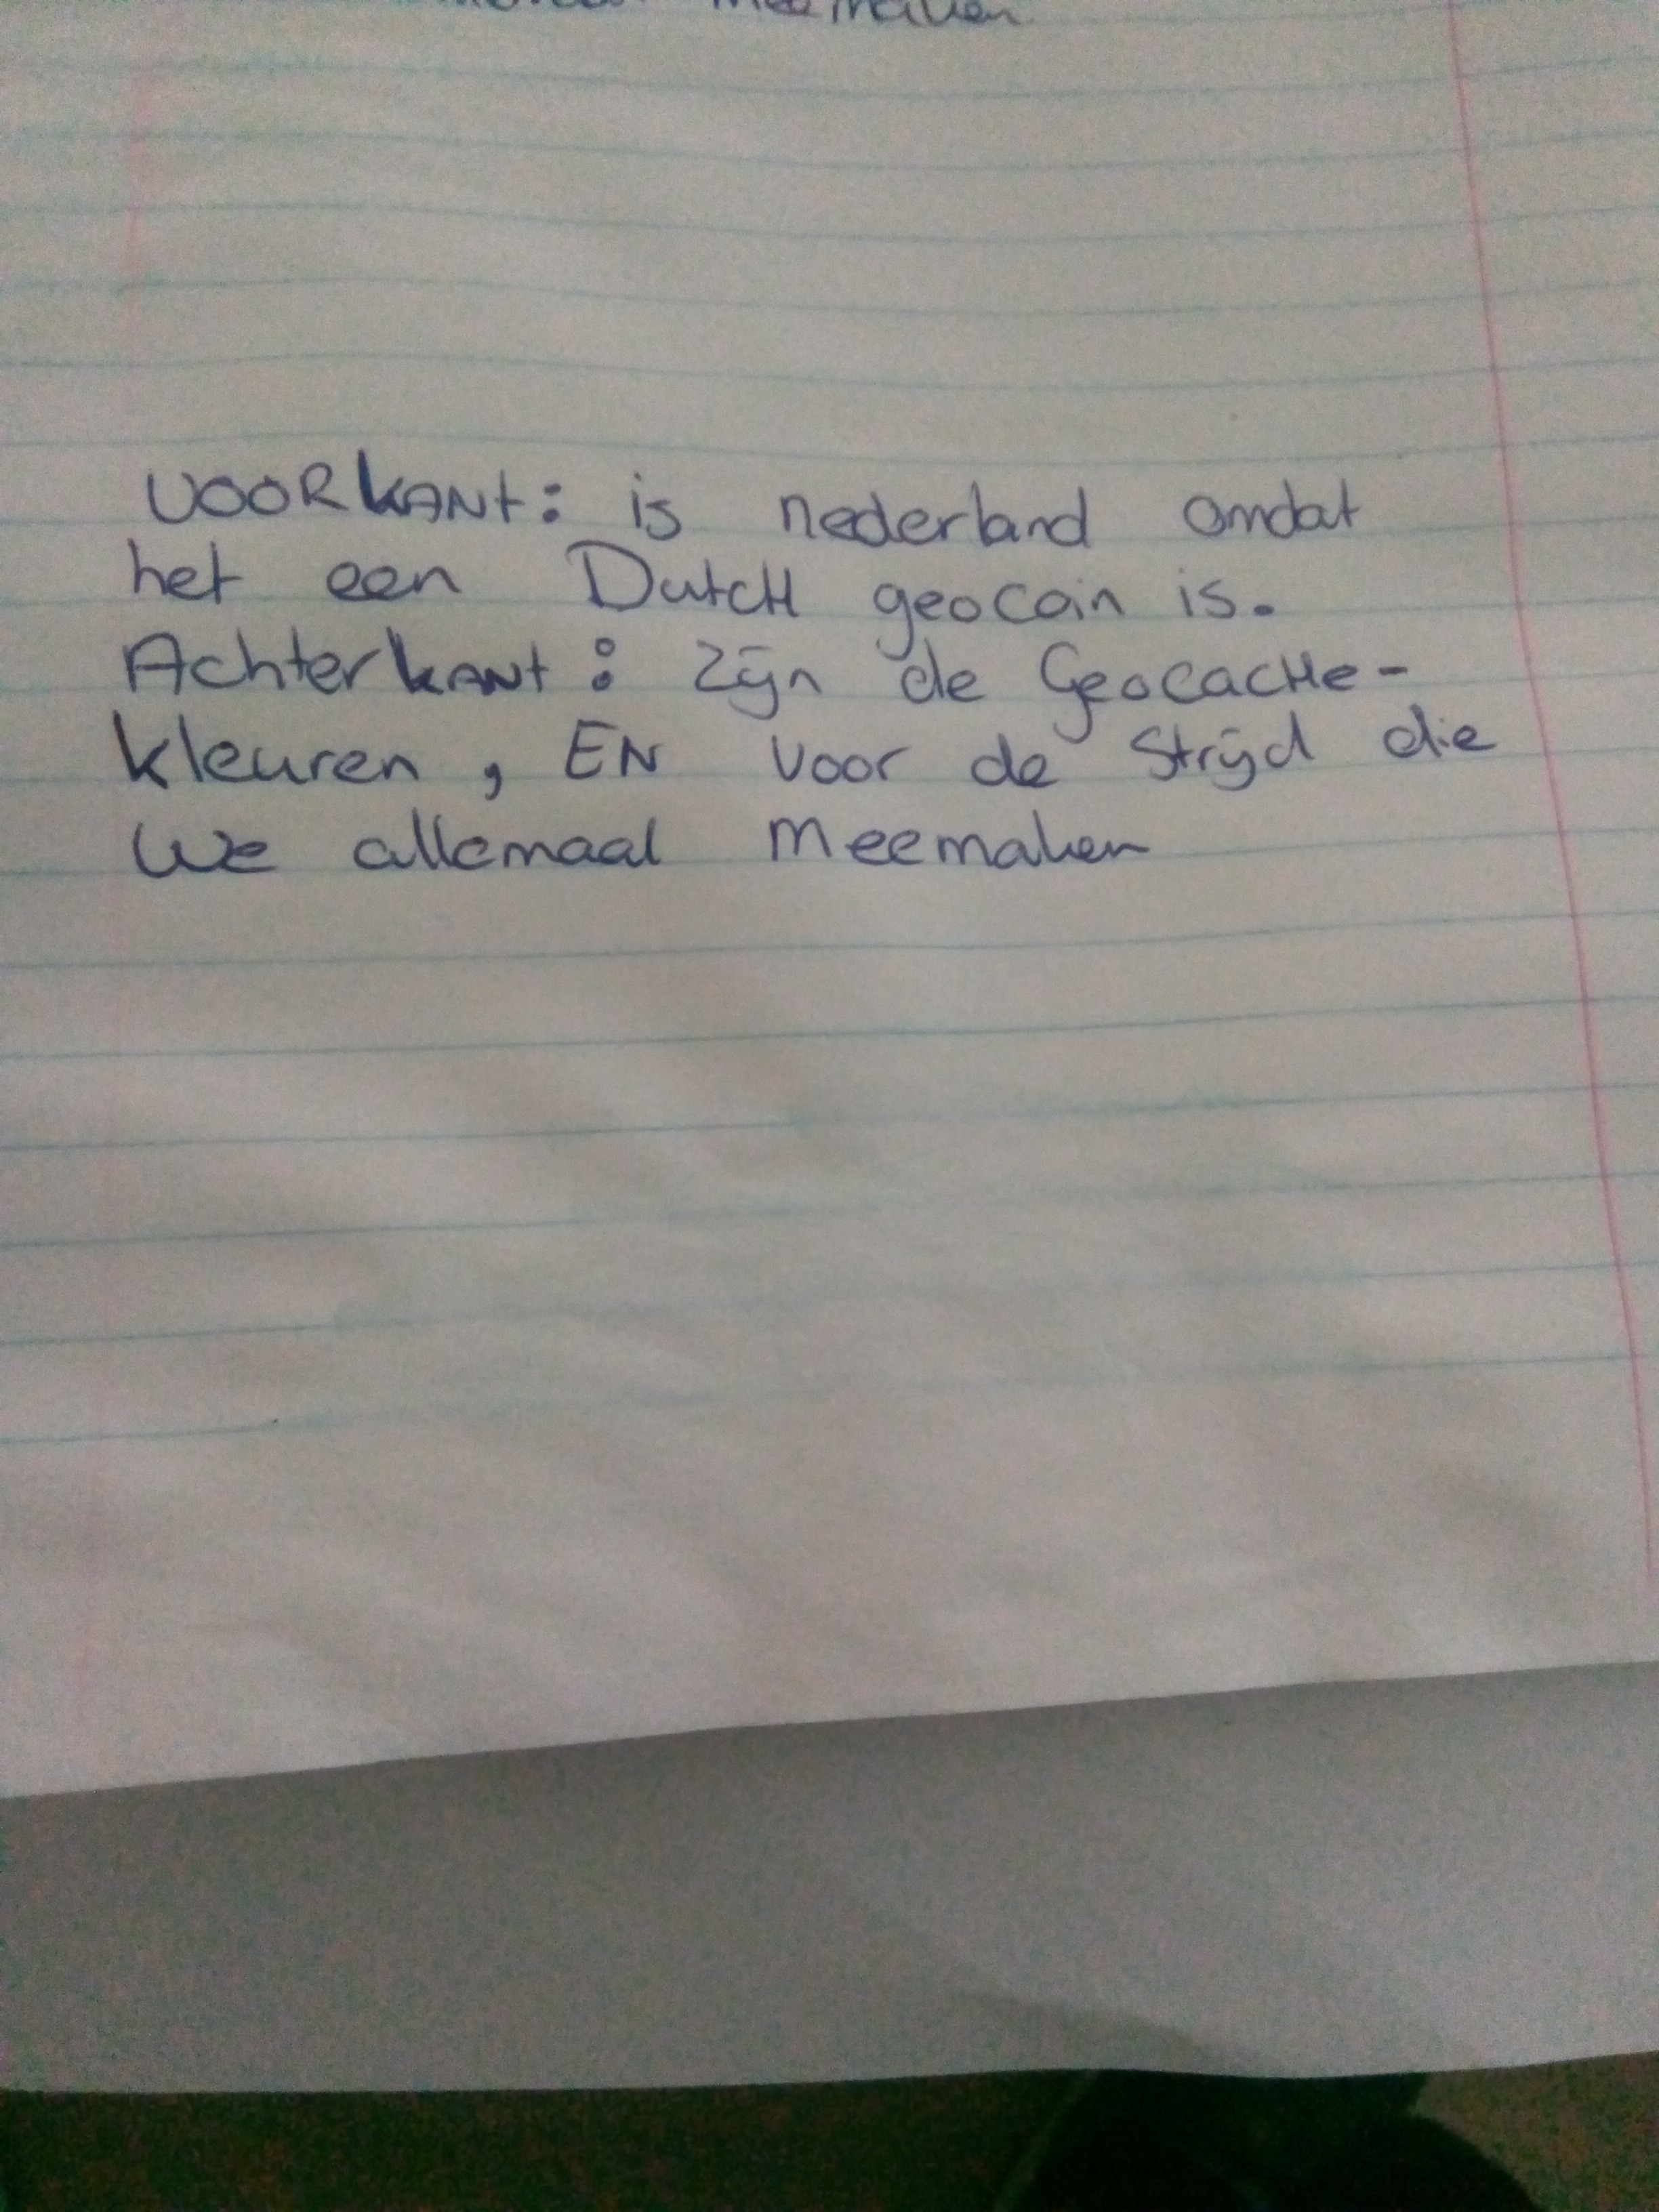 meemaken
VOORKANT: is nederland omdat
het een DutcH geocoin is.
AchterkANT: Zijn de GeocacHe-
kleuren, EN voor de Strijd die
We allemaal Meemaken